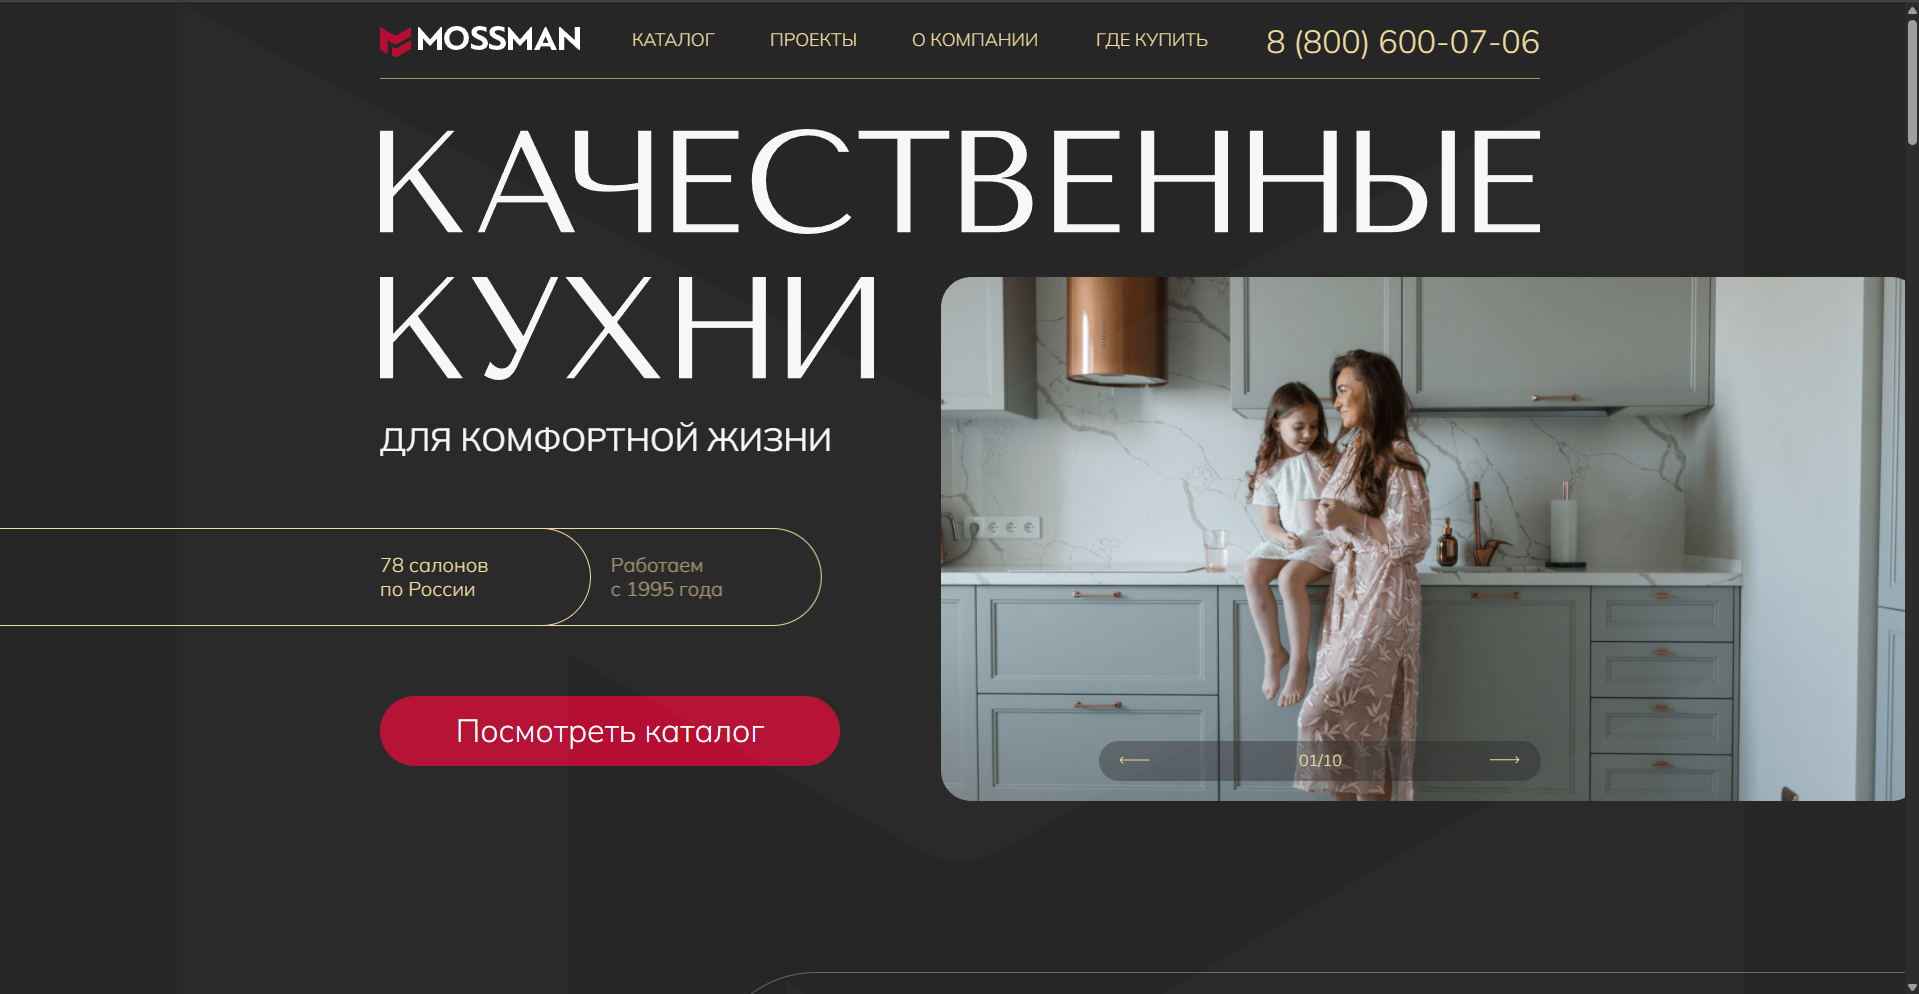 MOSSMAN
КАТАЛОГ
ПРОЕКТЫ
О КОМПАНИИ
ГДЕ КУПИТЬ
8 (800) 600-07-06
КАЧЕСТВЕННЫЕ
КУХНИ
ДЛЯ КОМФОРТНОЙ ЖИЗНИ
78 салонов
по России
Работаем
с 1995 года
Посмотреть каталог
01/10